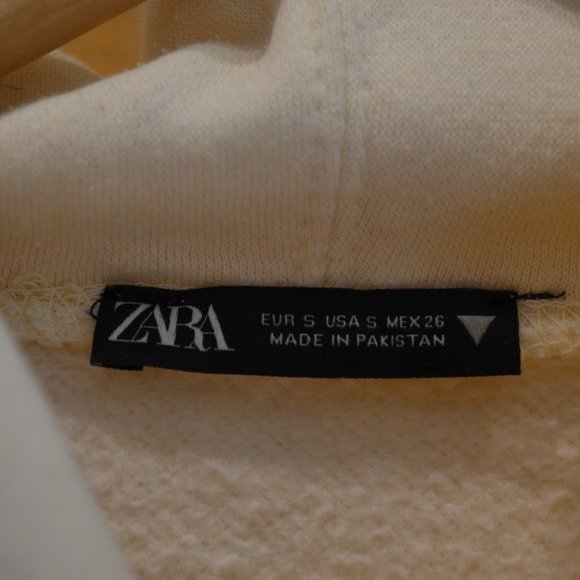 ZARA
EUR S USA S MEX 26
MADE IN PAKISTAN